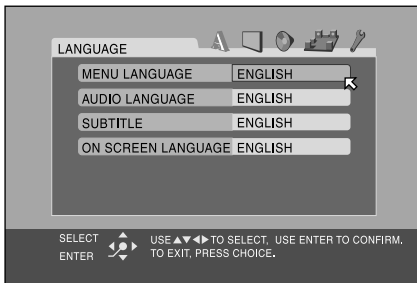 LANGUAGE
MENU LANGUAGE ENGLISH
AUDIO LANGUAGE ENGLISH
SUBTITLE ENGLISH
ON SCREEN LANGUAGE ENGLISH
SELECT USE ▲▼◀▶ TO SELECT, USE ENTER TO CONFIRM.
ENTER TO EXIT, PRESS CHOICE.